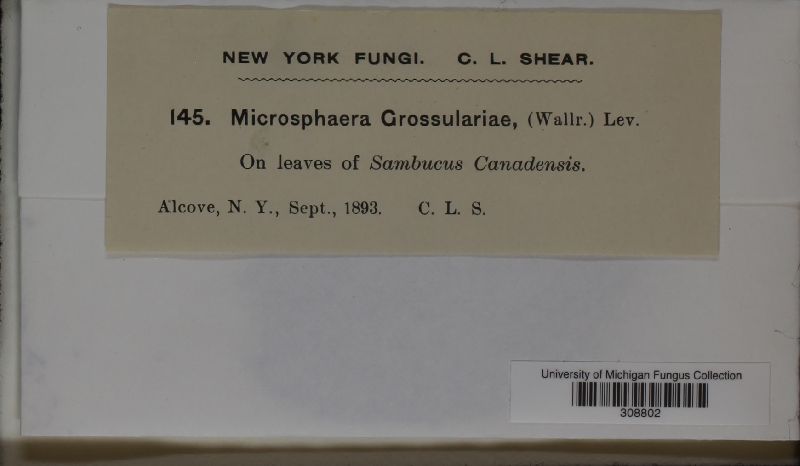 NEW YORK FUNGI. C. L. SHEAR.
145. Microsphaera Grossulariae, (Wallr.) Lev.
On leaves of Sambucus Canadensis.
Alcove, N. Y., Sept., 1893. C. L. S.
University of Michigan Fungus Collection
308802